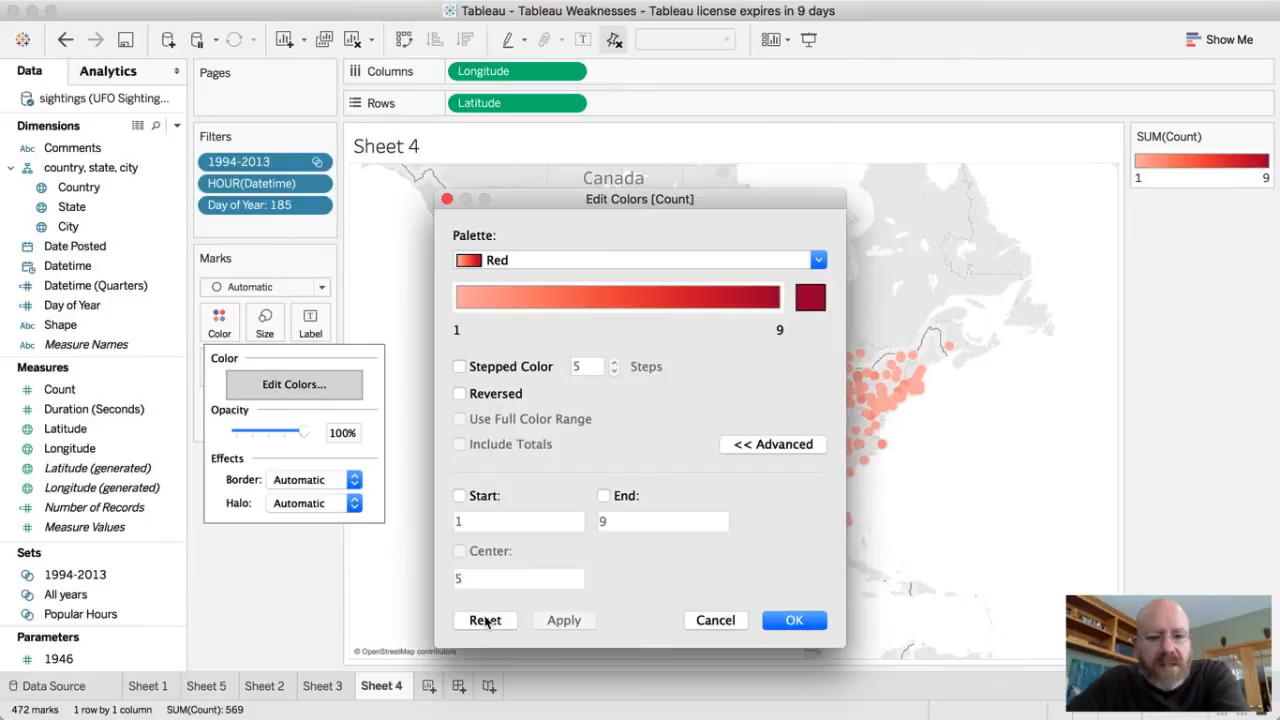 Tableau - Tableau Weaknesses - Tableau license expires in 9 days
Show Me
Data
Analytics
sightings (UFO Sighting...
Dimensions
Abc Comments
country, state, city
Country
State
City
Date Posted
Datetime
Datetime (Quarters)
Day of Year
Abc Shape
Abc Measure Names
Measures
Count
Duration (Seconds)
Latitude
Longitude
Latitude (generated)
Longitude (generated)
Number of Records
Measure Values
Sets
1994-2013
All years
Popular Hours
Parameters
1946
Pages
Filters
1994-2013
HOUR(Datetime)
Day of Year: 185
Marks
Automatic
Color
Size
Label
Color
Edit Colors...
Opacity
100%
Effects
Border: Automatic
Halo: Automatic
Columns
Longitude
Rows
Latitude
Sheet 4
Canada
Edit Colors [Count]
Palette:
Red
1
9
Stepped Color
5
Steps
Reversed
Use Full Color Range
Include Totals
<< Advanced
Start:
End:
1
9
Center:
5
Reset
Apply
Cancel
OK
© OpenStreetMap contributors
SUM(Count)
1
9
Data Source
Sheet 1
Sheet 5
Sheet 2
Sheet 3
Sheet 4
472 marks
1 row by 1 column
SUM(Count): 569